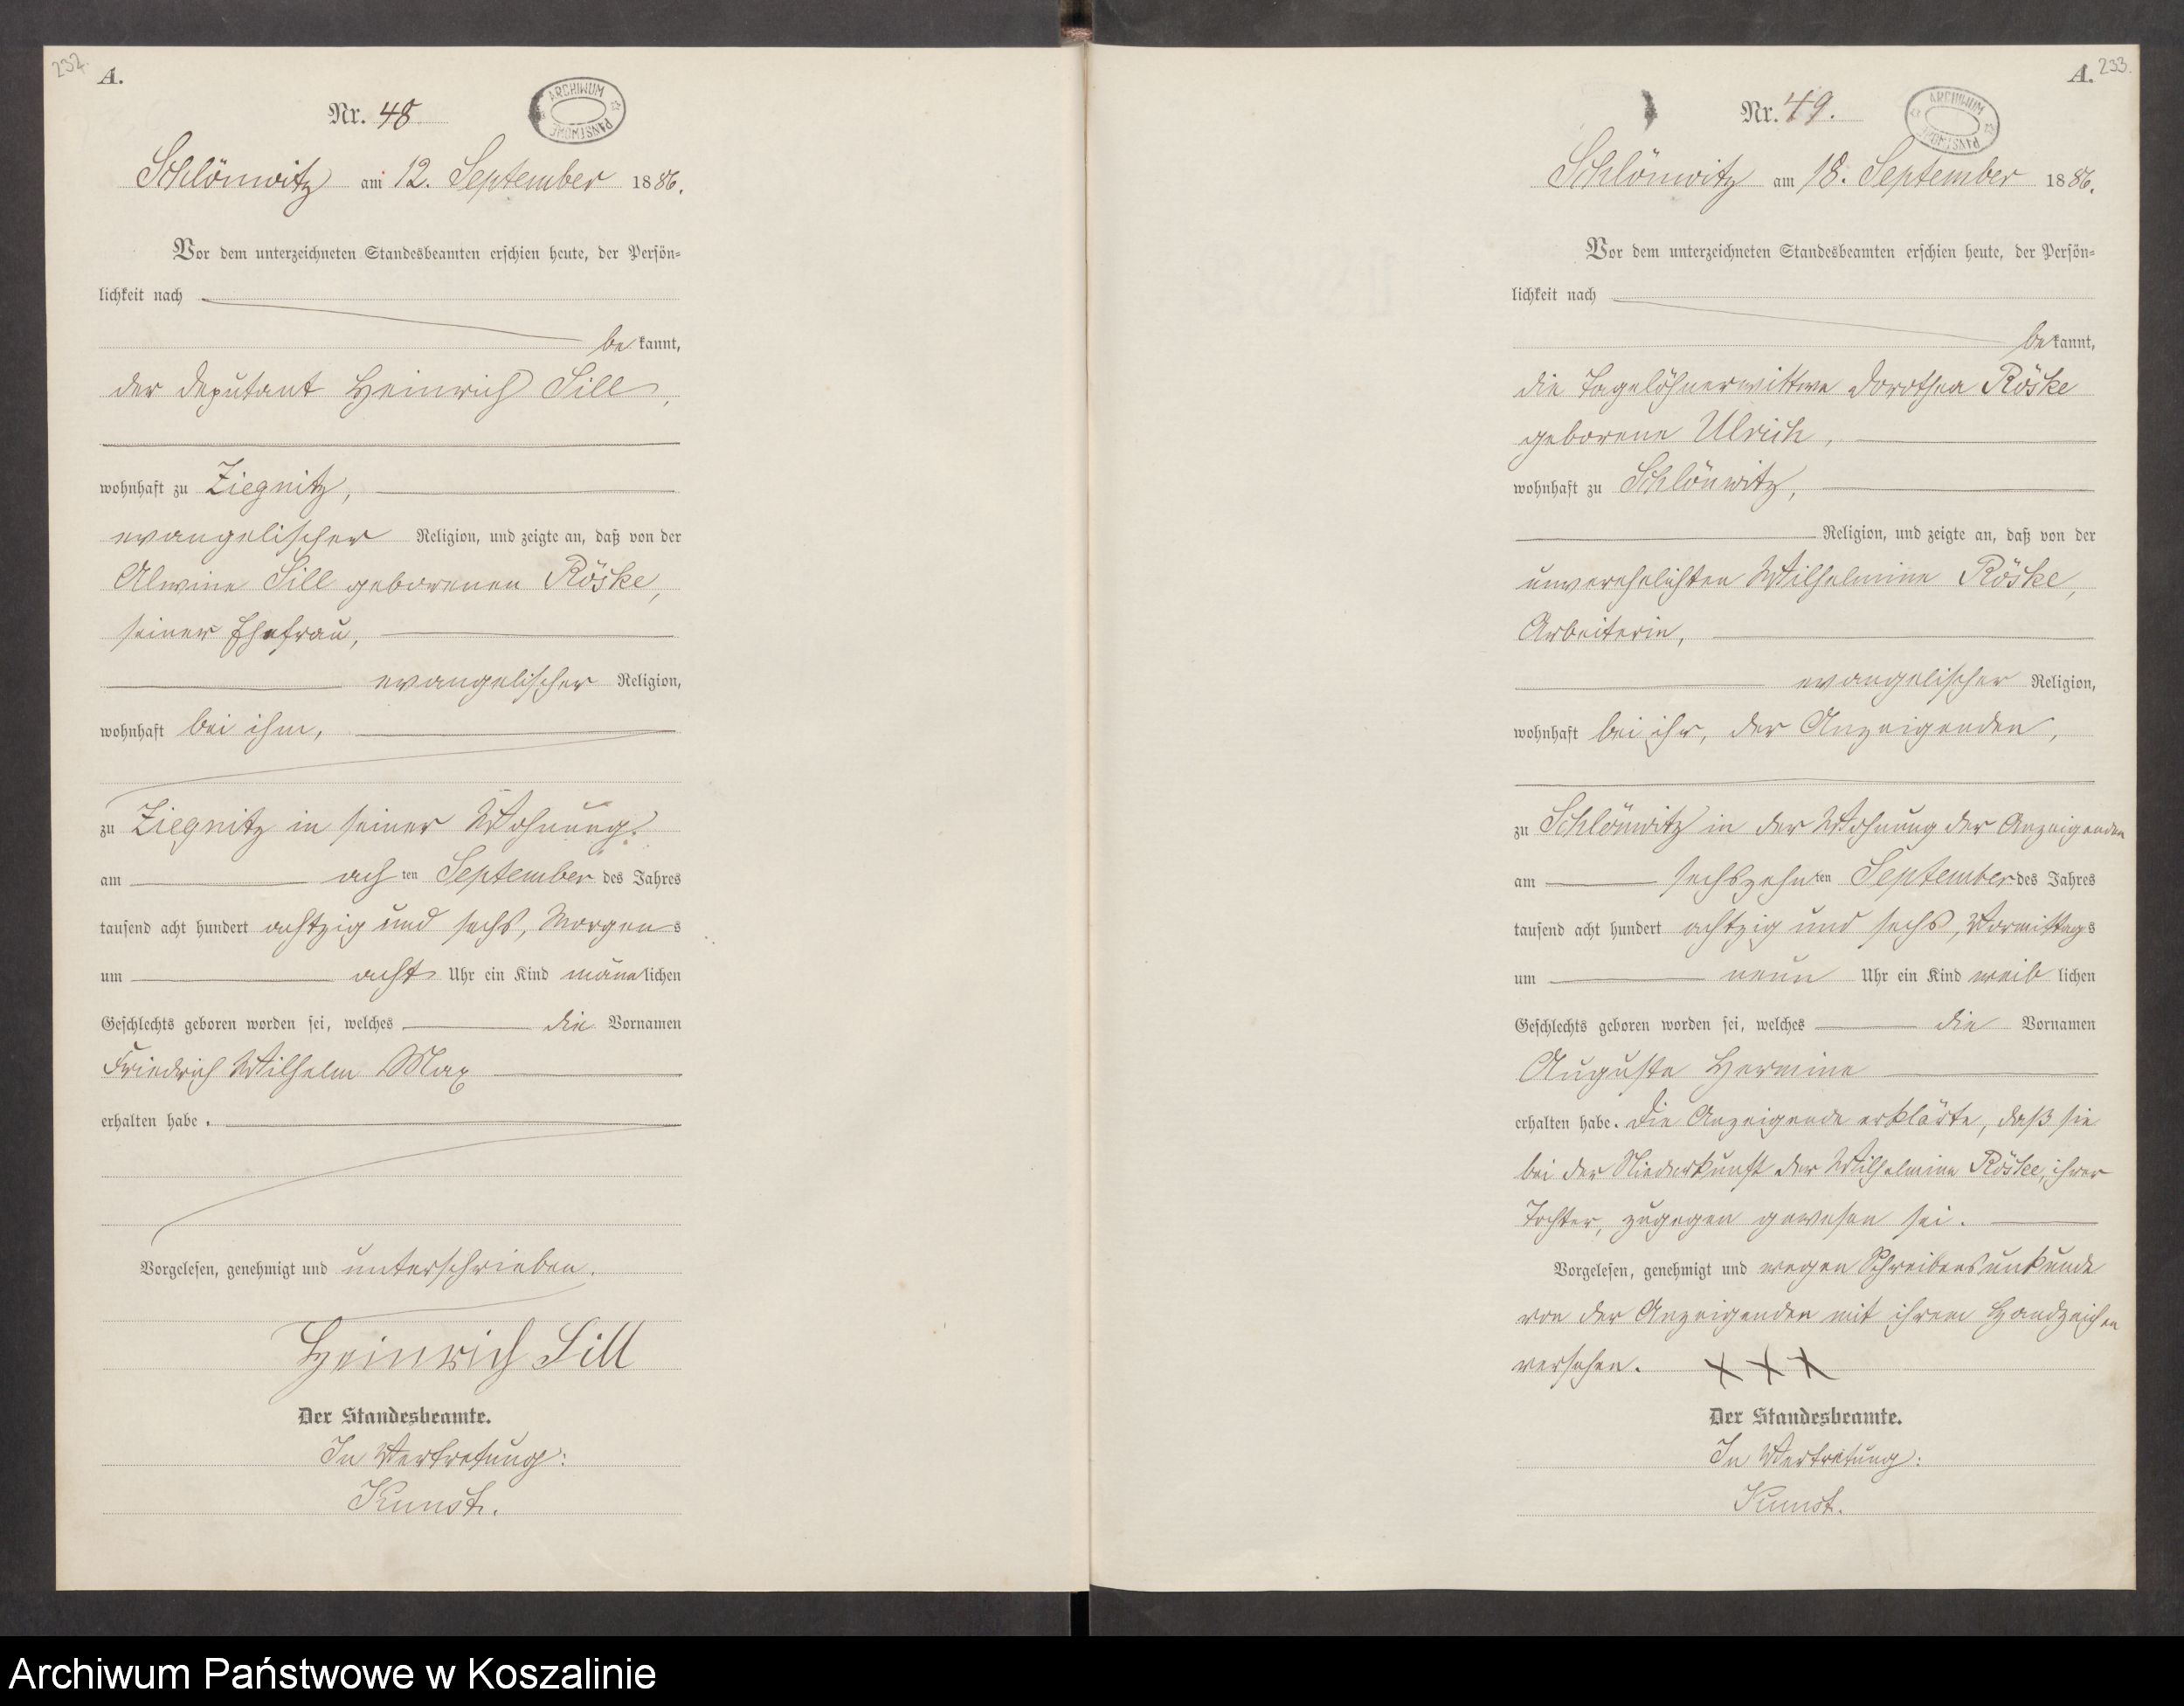 232.
A.
ARCHIWUM PAŃSTWOWE
Nr. 48
Schlönwitz am 12. September 1886.
Vor dem unterzeichneten Standesbeamten erschien heute, der Persön-
lichkeit nach
bekannt,
der Deputant Heinrich Sill,
wohnhaft zu Ziegnitz,
evangelischer Religion, und zeigte an, daß von der
Alwine Sill geborenen Röske,
seiner Ehefrau,
evangelischer Religion,
wohnhaft bei ihm,
zu Ziegnitz in seiner Wohnung
am achten September des Jahres
tausend acht hundert achtzig und sechs, Morgens
um acht Uhr ein Kind männlichen
Geschlechts geboren worden sei, welches die Vornamen
Friedrich Wilhelm Max
erhalten habe.
Vorgelesen, genehmigt und unterschrieben.
Heinrich Sill
Der Standesbeamte.
In Vertretung:
Kunst.
233.
A.
ARCHIWUM PAŃSTWOWE
Nr. 49.
Schlönwitz am 18. September 1886.
Vor dem unterzeichneten Standesbeamten erschien heute, der Persön-
lichkeit nach
bekannt,
die Tagelöhnerwittwe Dorothea Röske
geborene Ulrich,
wohnhaft zu Schlönwitz,
Religion, und zeigte an, daß von der
unverehelichten Wilhelmine Röske,
Arbeiterin,
evangelischer Religion,
wohnhaft bei ihr, der Anzeigenden,
zu Schlönwitz in der Wohnung der Anzeigenden
am sechszehnten September des Jahres
tausend acht hundert achtzig und sechs, Vormittags
um neun Uhr ein Kind weiblichen
Geschlechts geboren worden sei, welches die Vornamen
Auguste Hermine
erhalten habe. Die Anzeigende erklärte, daß sie
bei der Niederkunft der Wilhelmine Röske, ihrer
Tochter, zugegen gewesen sei.
Vorgelesen, genehmigt und wegen Schreibensunkunde
von der Anzeigenden mit ihrem Handzeichen
versehen. XXX
Der Standesbeamte.
In Vertretung:
Kunst.
Archiwum Państwowe w Koszalinie